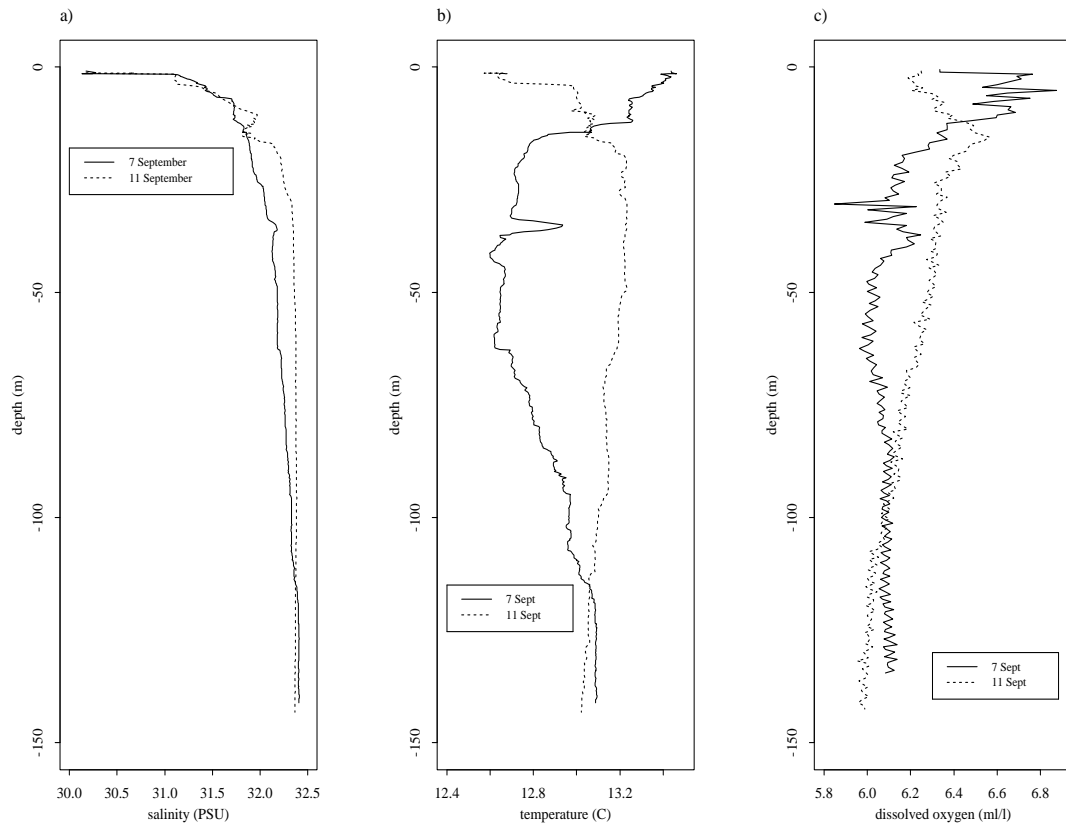 a)
0
-50
-100
-150
depth (m)
30.0 30.5 31.0 31.5 32.0 32.5
salinity (PSU)
7 September
11 September
b)
0
-50
-100
-150
depth (m)
12.4 12.8 13.2
temperature (C)
7 Sept
11 Sept
c)
0
-50
-100
-150
depth (m)
5.8 6.0 6.2 6.4 6.6 6.8
dissolved oxygen (ml/l)
7 Sept
11 Sept